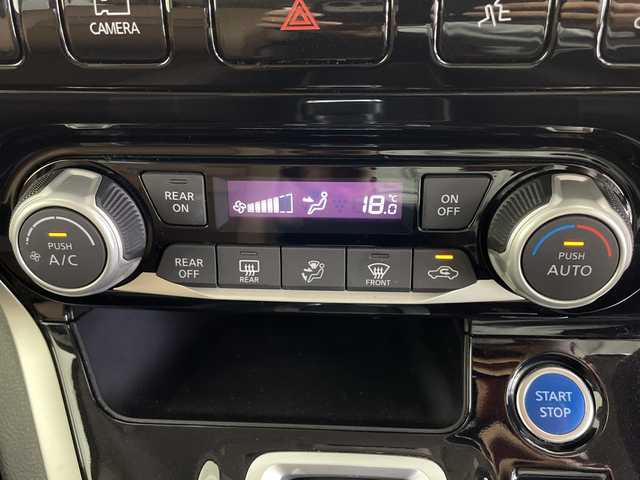 CAMERA
REAR
ON
18.0
°C
ON
OFF
PUSH
A/C
REAR
OFF
REAR
FRONT
PUSH
AUTO
START
STOP